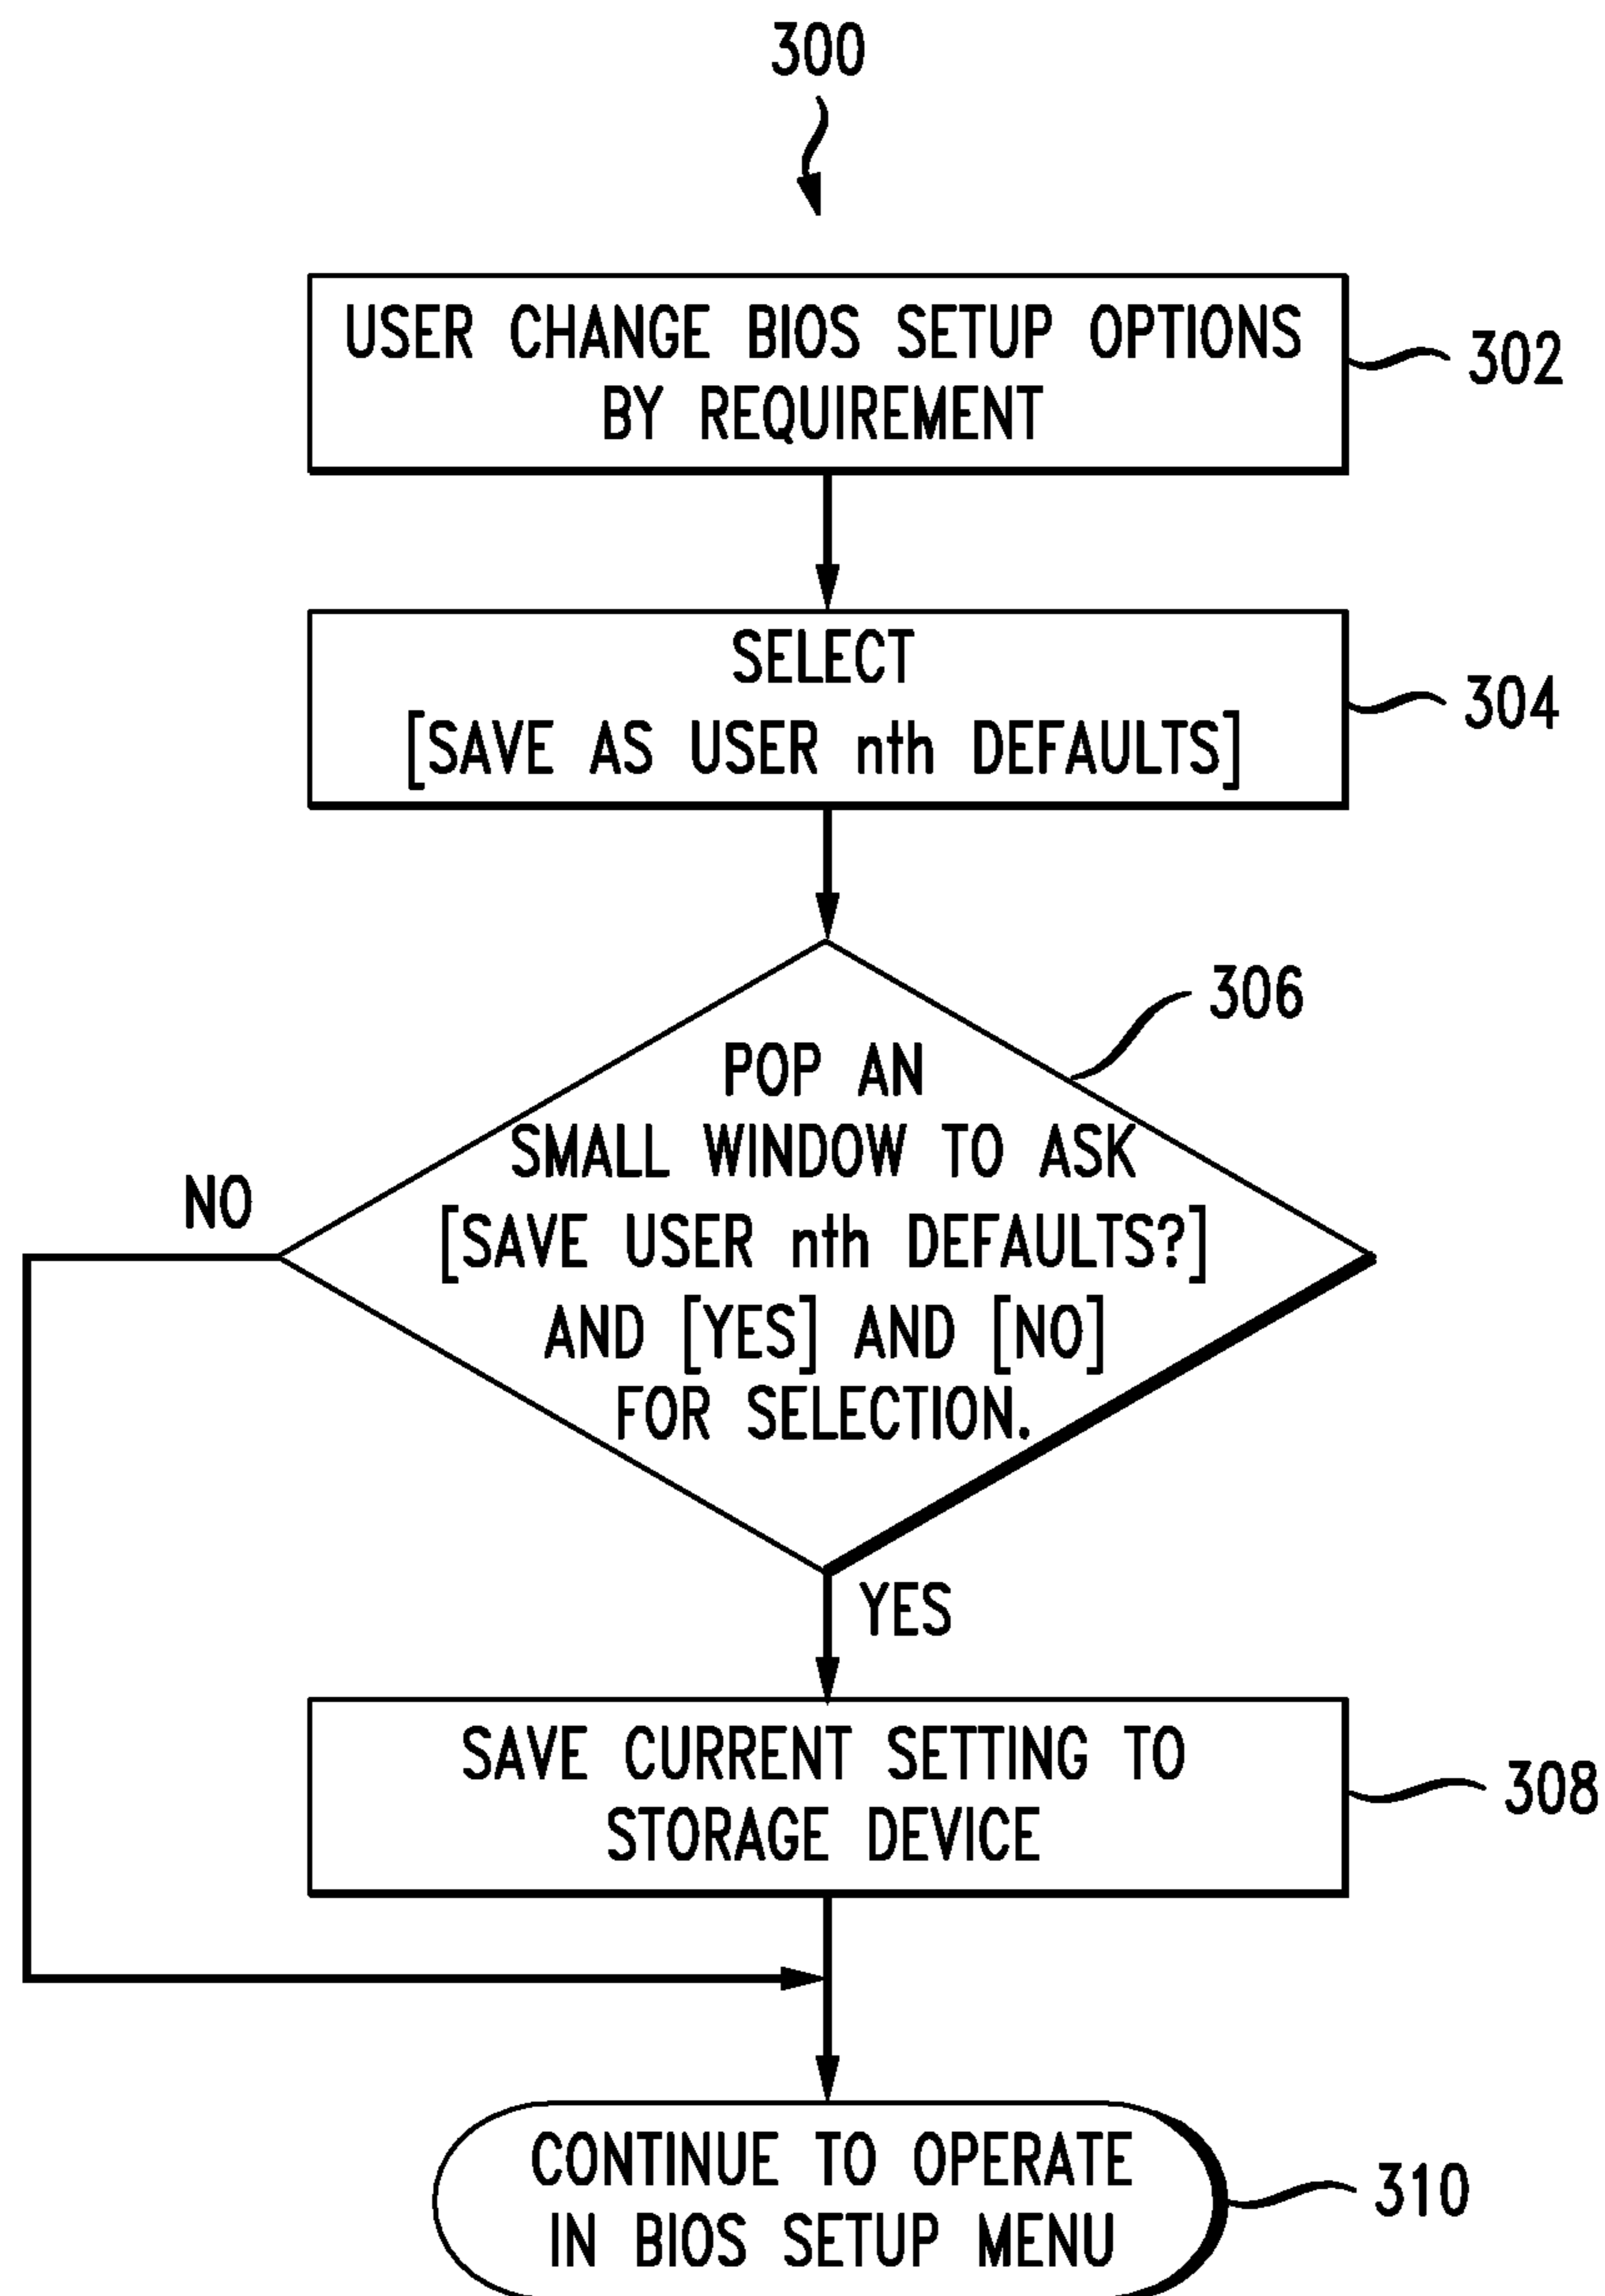 300
USER CHANGE BIOS SETUP OPTIONS
BY REQUIREMENT
302
SELECT
[SAVE AS USER nth DEFAULTS]
304
306
POP AN
SMALL WINDOW TO ASK
[SAVE USER nth DEFAULTS?]
AND [YES] AND [NO]
FOR SELECTION.
NO
YES
SAVE CURRENT SETTING TO
STORAGE DEVICE
308
CONTINUE TO OPERATE
IN BIOS SETUP MENU
310